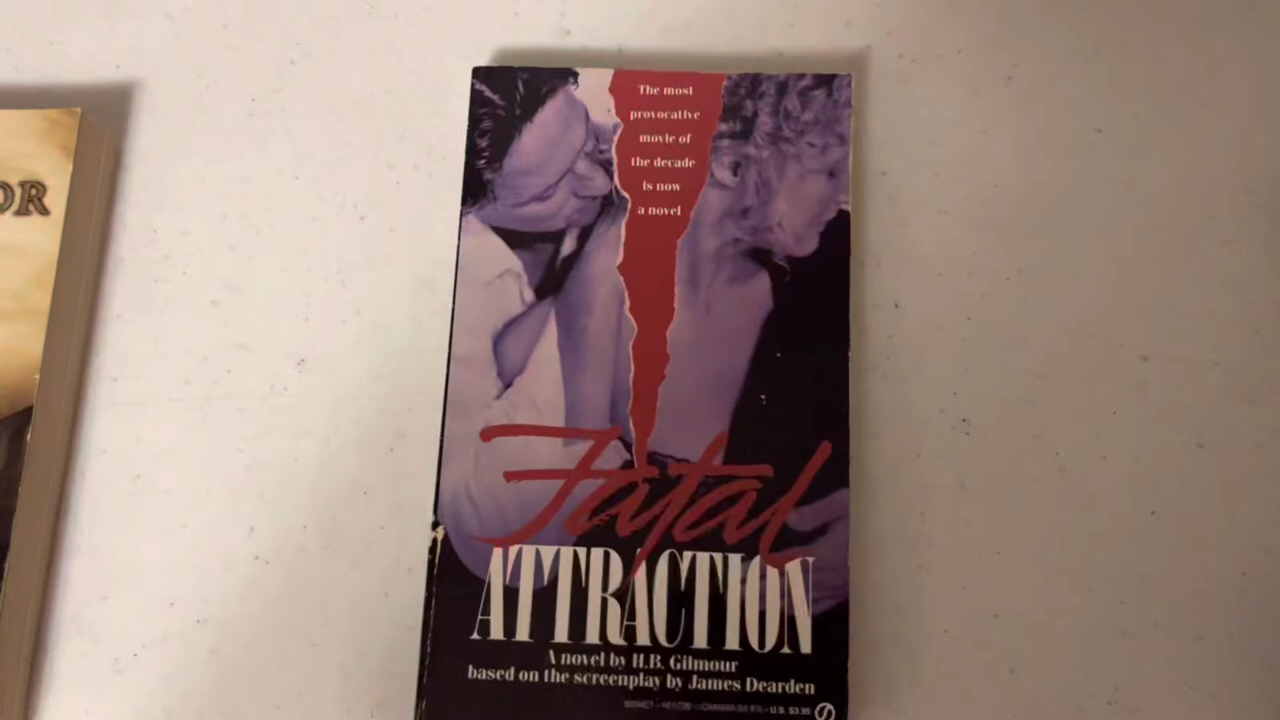 OR
The most
provocative
movie of
the decade
is now
a novel
Fatal
ATTRACTION
A novel by H.B. Gilmour
based on the screenplay by James Dearden
U.S. $3.95